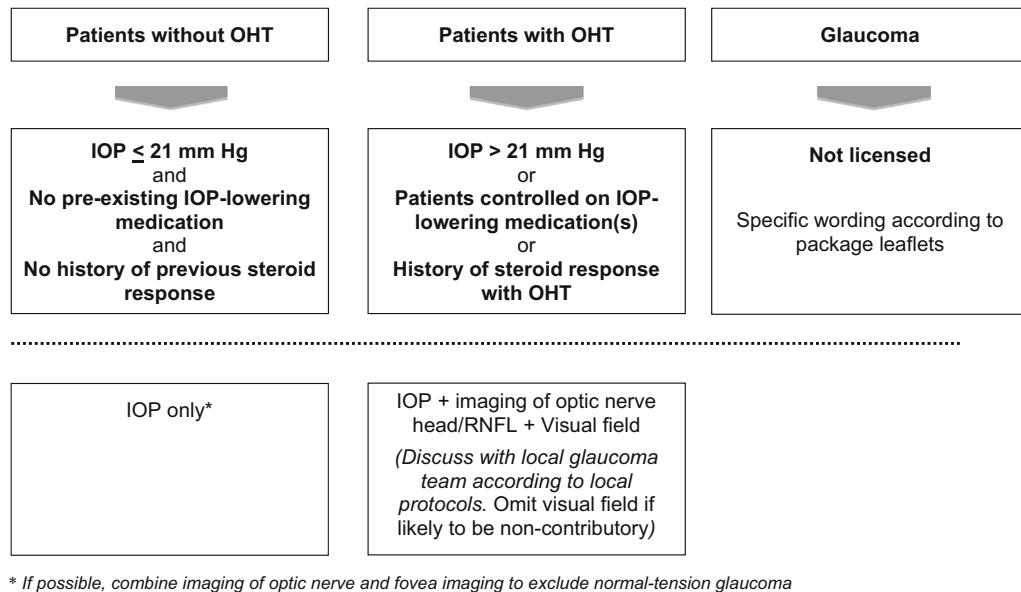 Patients without OHT
Patients with OHT
Glaucoma
IOP ≤ 21 mm Hg
and
No pre-existing IOP-lowering
medication
and
No history of previous steroid
response
IOP > 21 mm Hg
or
Patients controlled on IOP-
lowering medication(s)
or
History of steroid response
with OHT
Not licensed
Specific wording according to
package leaflets
IOP only*
IOP + imaging of optic nerve
head/RNFL + Visual field
(Discuss with local glaucoma
team according to local
protocols. Omit visual field if
likely to be non-contributory)
* If possible, combine imaging of optic nerve and fovea imaging to exclude normal-tension glaucoma